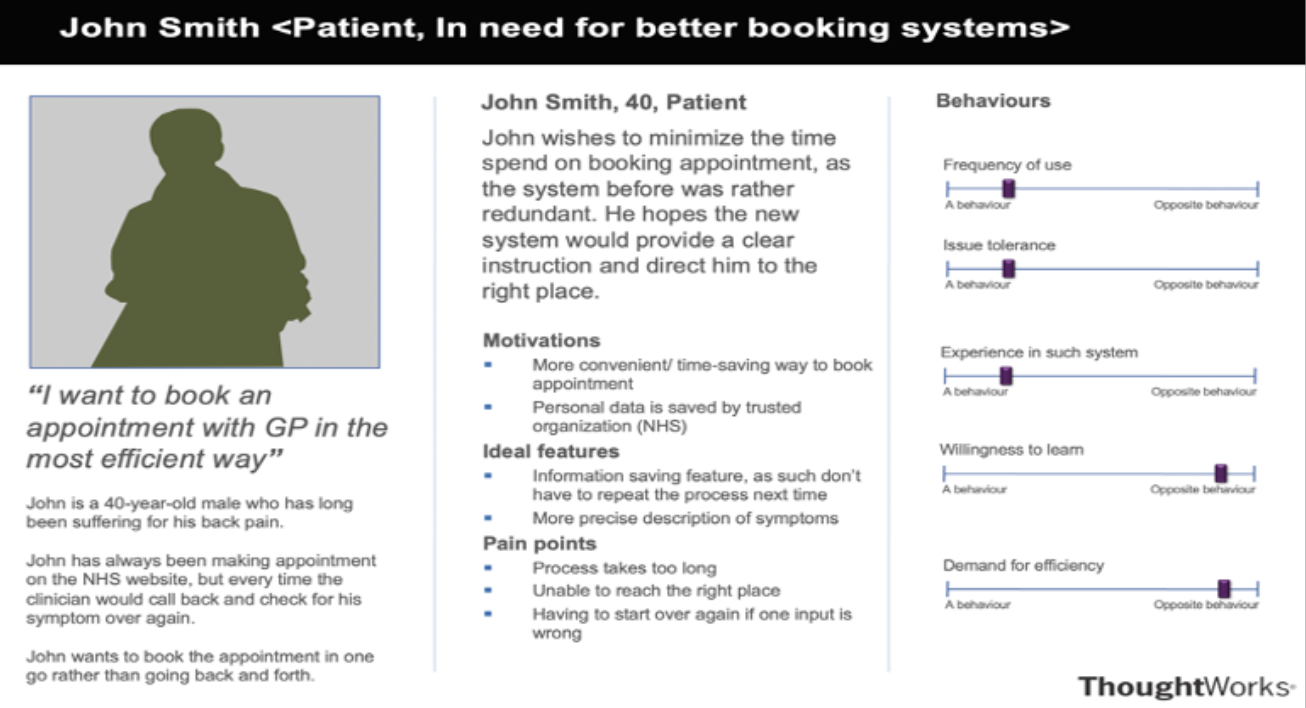 John Smith <Patient, In need for better booking systems>
“I want to book an
appointment with GP in the
most efficient way”
John is a 40-year-old male who has long
been suffering for his back pain.
John has always been making appointment
on the NHS website, but every time the
clinician would call back and check for his
symptom over again.
John wants to book the appointment in one
go rather than going back and forth.
John Smith, 40, Patient
John wishes to minimize the time
spend on booking appointment, as
the system before was rather
redundant. He hopes the new
system would provide a clear
instruction and direct him to the
right place.
Motivations
More convenient/ time-saving way to book
appointment
Personal data is saved by trusted
organization (NHS)
Ideal features
Information saving feature, as such don’t
have to repeat the process next time
More precise description of symptoms
Pain points
Process takes too long
Unable to reach the right place
Having to start over again if one input is
wrong
Behaviours
Frequency of use
A behaviour Opposite behaviour
Issue tolerance
A behaviour Opposite behaviour
Experience in such system
A behaviour Opposite behaviour
Willingness to learn
A behaviour Opposite behaviour
Demand for efficiency
A behaviour Opposite behaviour
ThoughtWorks